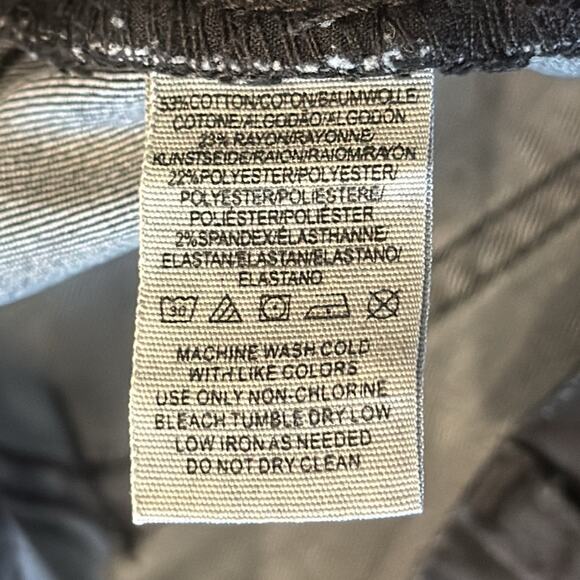 53% COTTON/COTON/BAUMWOLLE/
COTONE/ALGODÃO/ALGODON
23% RAYON/RAYONNE/
KUNSTSEIDE/RAION/RAIOM/RAYON
22%POLYESTER/POLYESTER/
POLYESTER/POLIESTERE/
POLIÉSTER/POLIÉSTER
2%SPANDEX/ÉLASTHANNE/
ELASTAN/ELASTAN/ELASTANO/
ELASTANO
30
MACHINE WASH COLD
WITH LIKE COLORS
USE ONLY NON-CHLORINE
BLEACH TUMBLE DRY LOW
LOW IRON AS NEEDED
DO NOT DRY CLEAN